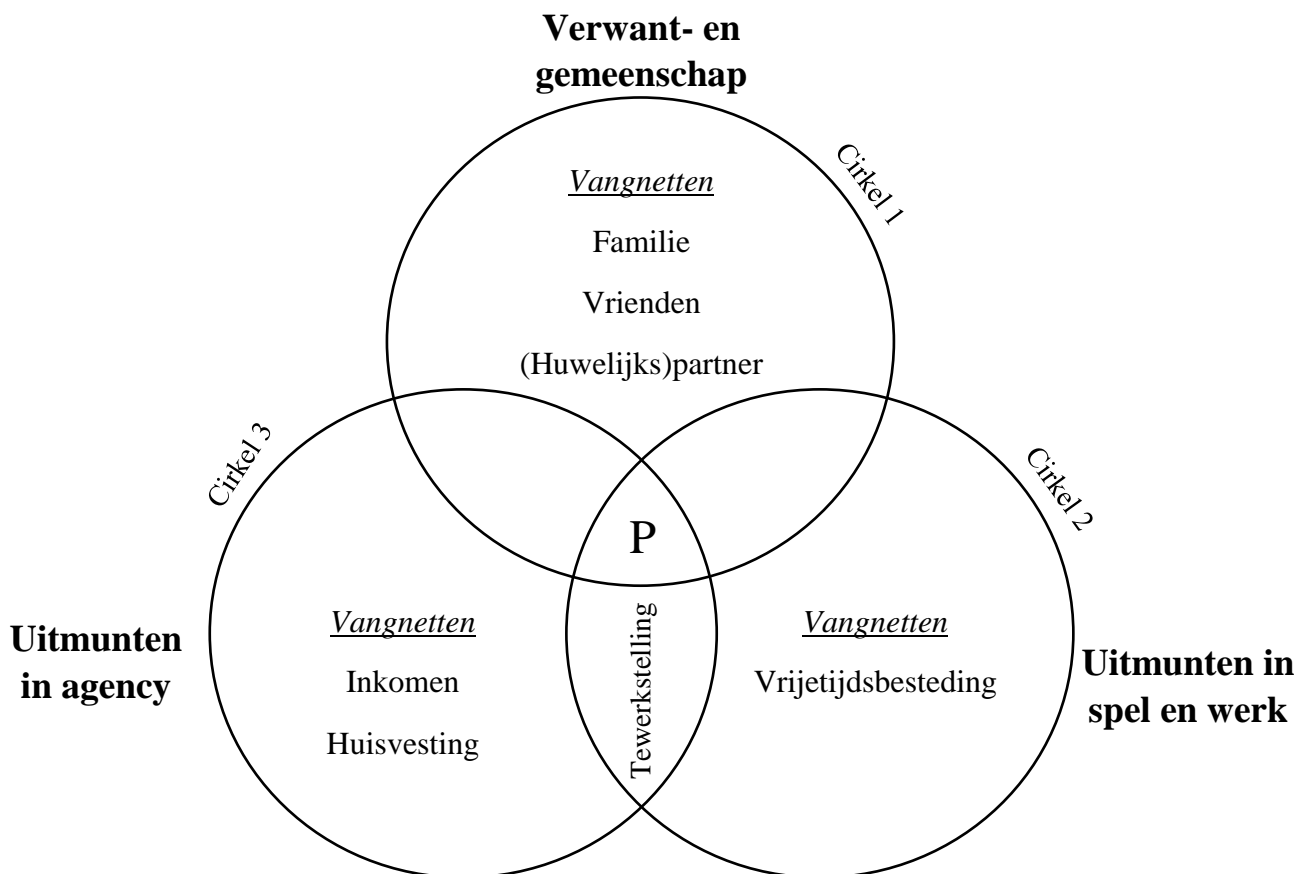 Verwant- en
gemeenschap
Cirkel 1
Vangnetten
Familie
Vrienden
(Huwelijks)partner
Cirkel 3
Cirkel 2
P
Uitmunten
in agency
Vangnetten
Inkomen
Huisvesting
Tewerkstelling
Vangnetten
Vrijetijdsbesteding
Uitmunten in
spel en werk